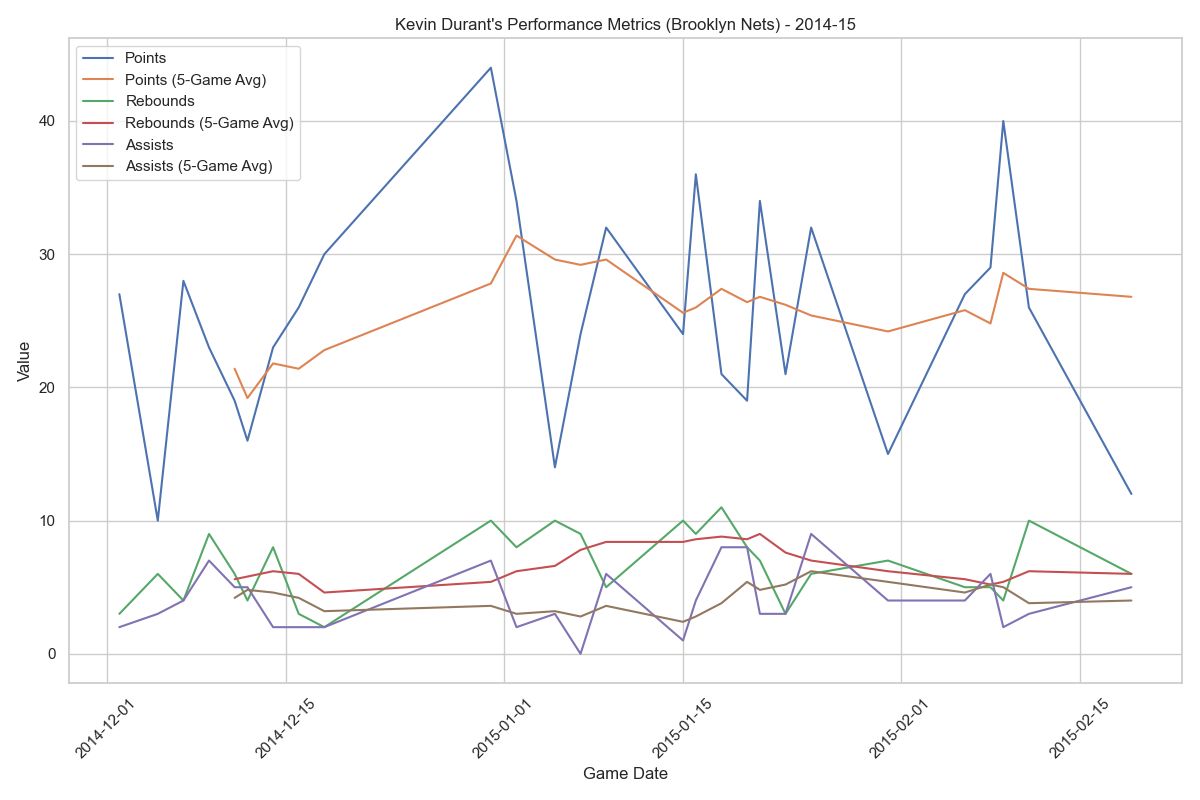 Kevin Durant's Performance Metrics (Brooklyn Nets) - 2014-15
Points
Points (5-Game Avg)
Rebounds
Rebounds (5-Game Avg)
Assists
Assists (5-Game Avg)
Value
40
30
20
10
0
2014-12-01
2014-12-15
2015-01-01
2015-01-15
2015-02-01
2015-02-15
Game Date